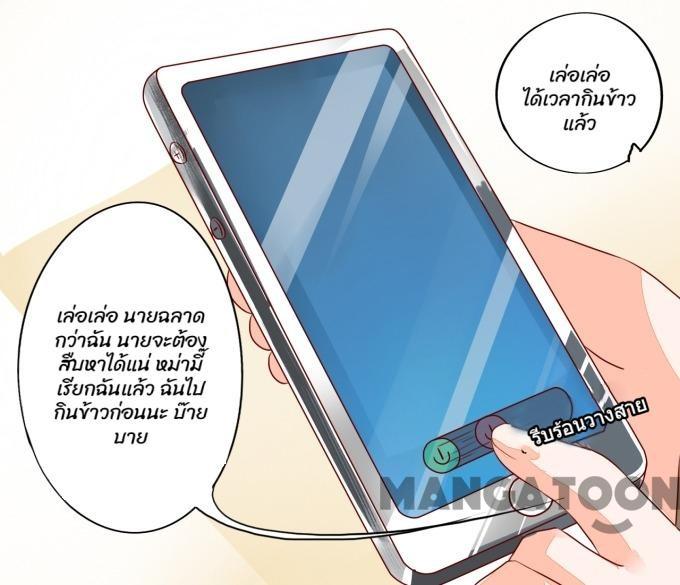 เล่อเล่อ
ได้เวลากินข้าว
แล้ว
เล่อเล่อ นายฉลาด
กว่าฉัน นายจะต้อง
สืบหาได้แน่ หม่ามี๊
เรียกฉันแล้ว ฉันไป
กินข้าวก่อนนะ บ๊าย
บาย
รีบร้อนวางสาย
MANGATOON